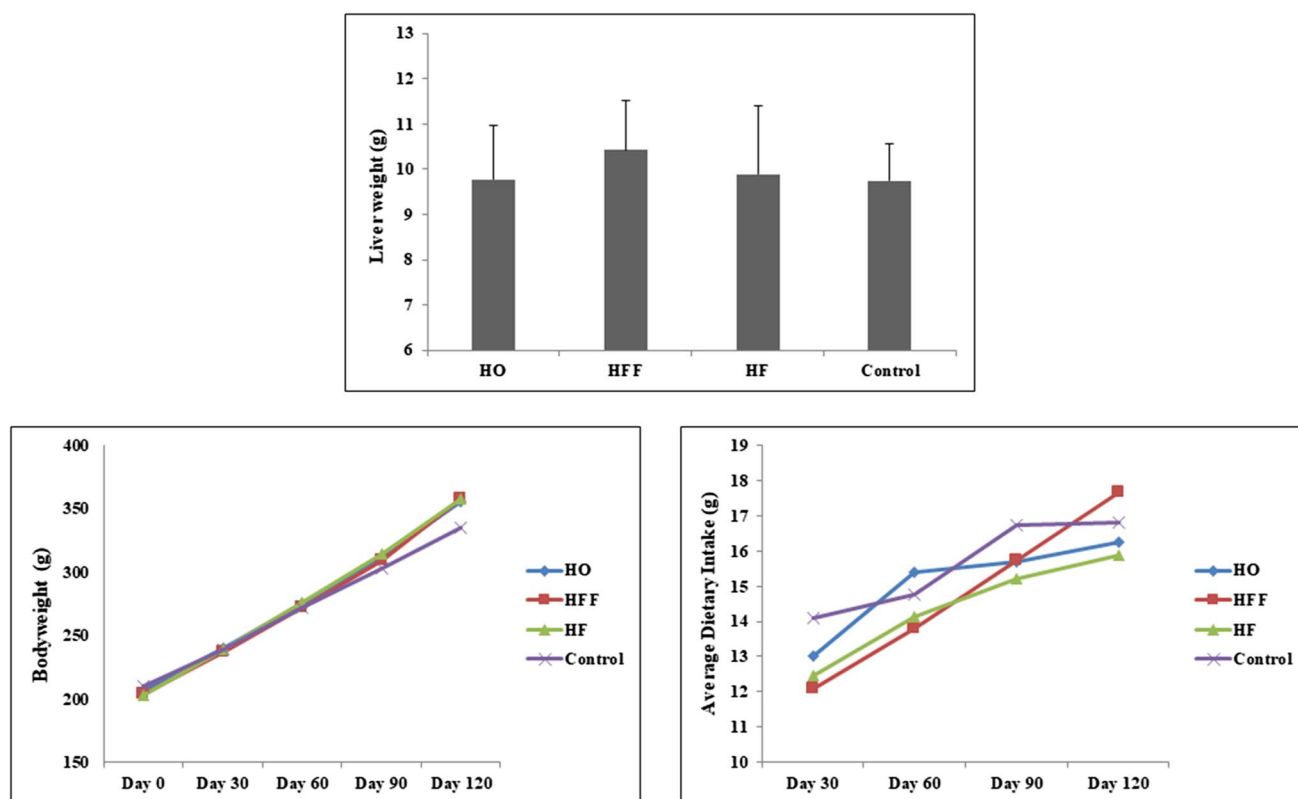 13
12
11
10
9
8
7
6
Liver weight (g)
HO HFF HF Control
400
350
300
250
200
150
Bodyweight (g)
Day 0 Day 30 Day 60 Day 90 Day 120
HO
HFF
HF
Control
19
18
17
16
15
14
13
12
11
10
Average Dietary Intake (g)
Day 30 Day 60 Day 90 Day 120
HO
HFF
HF
Control